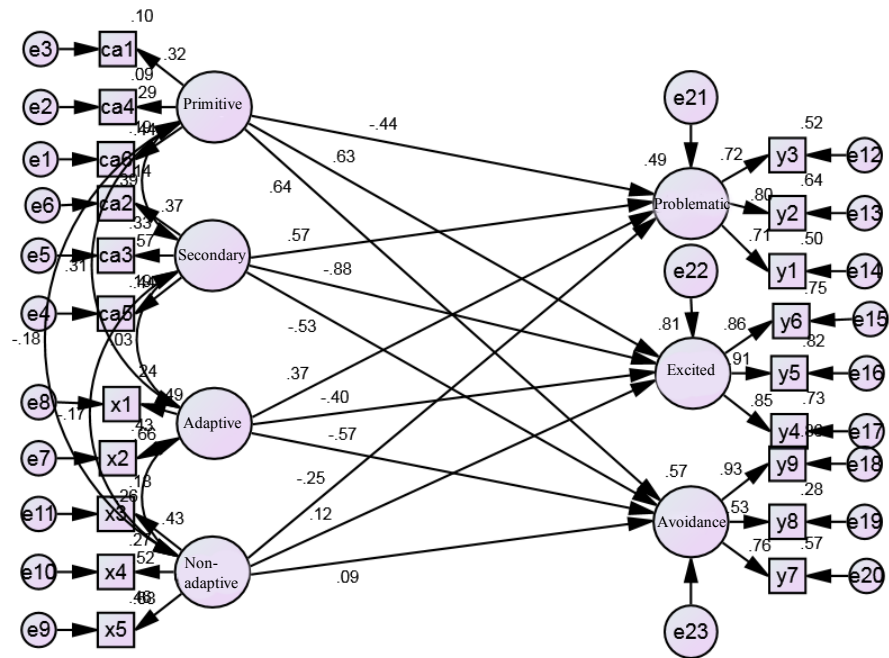 .10
e3 ca1 .32
.09
e2 ca4 .29 Primitive
e1 ca6 .44
.14
e6 ca2 .39 .37
.33
e5 ca3 .57 Secondary
e4 ca5
.31
-.18
.03
.24
e8 x1 .49 Adaptive
-.17
.43
e7 x2 .66
.18
.26
e11 x3 .43
.27
e10 x4 .52 Non-
adaptive
e9 x5
-.44
.63
.64
.57
-.88
-.53
.37
-.40
-.57
-.25
.12
.09
e21
.49
Problematic
.52
.72 y3 e12
.64
.80 y2 e13
.50
.71 y1 e14
e22
.81
Excited
.75
.86 y6 e15
.82
.91 y5 e16
.73
.85 y4 e17
.57
Avoidance
.93 y9 e18
.28
.53 y8 e19
.57
.76 y7 e20
e23